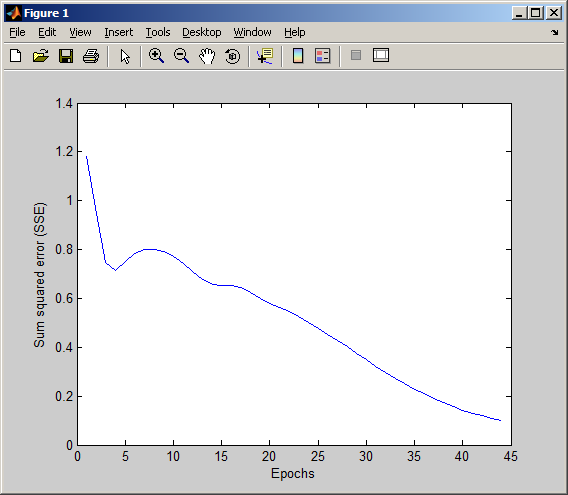 Figure 1
File Edit View Insert Tools Desktop Window Help
1.4
1.2
1
0.8
0.6
0.4
0.2
0
Sum squared error (SSE)
0 5 10 15 20 25 30 35 40 45
Epochs